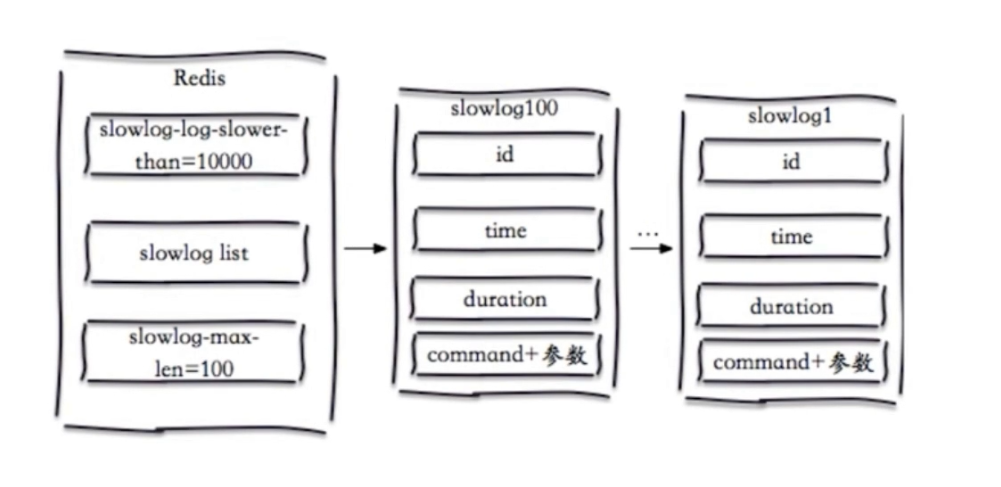 Redis
slowlog-log-slower-
than=10000
slowlog list
slowlog-max-
len=100
slowlog100
id
time
duration
command+参数
...
slowlog1
id
time
duration
command+参数